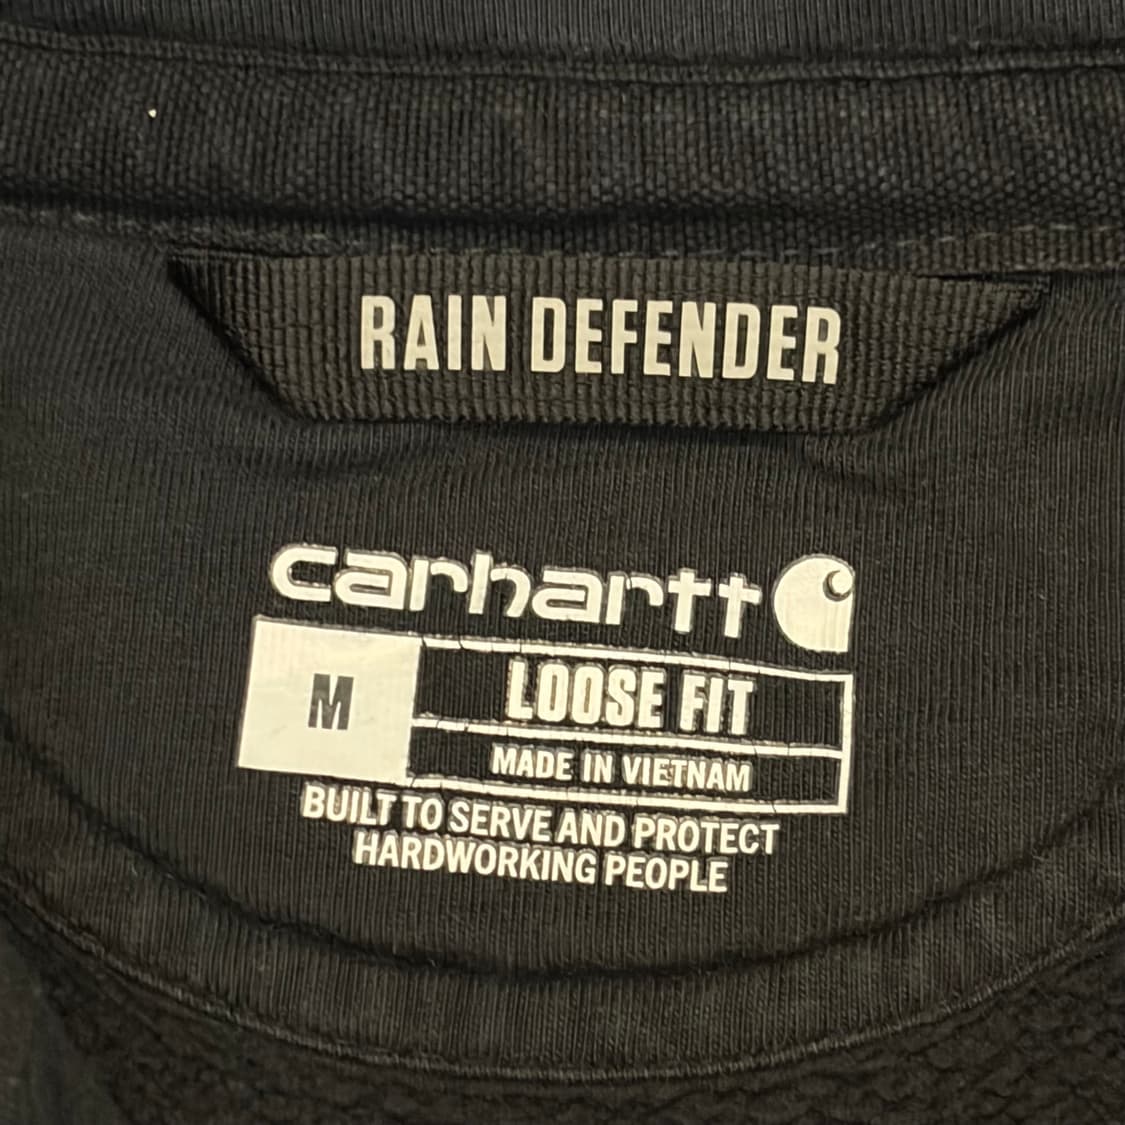 RAIN DEFENDER
carhartt
M
LOOSE FIT
MADE IN VIETNAM
BUILT TO SERVE AND PROTECT
HARDWORKING PEOPLE